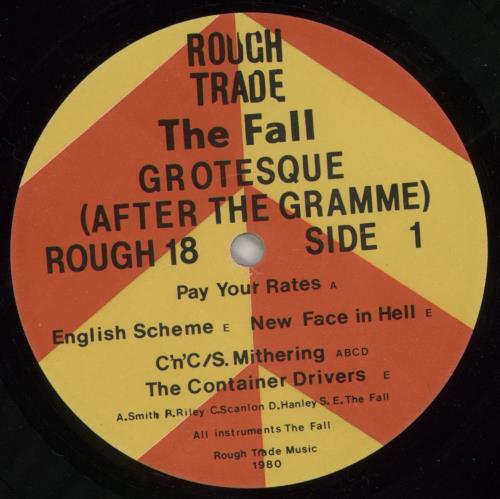 ROUGH
TRADE
The Fall
GROTESQUE
(AFTER THE GRAMME)
ROUGH 18 SIDE 1
Pay Your Rates A
English Scheme E New Face in Hell E
C'n'C/S. Mithering ABCD
The Container Drivers E
A.Smith R.Riley C.Scanlon D.Hanley S. E.The Fall
All instruments The Fall
Rough Trade Music
1980